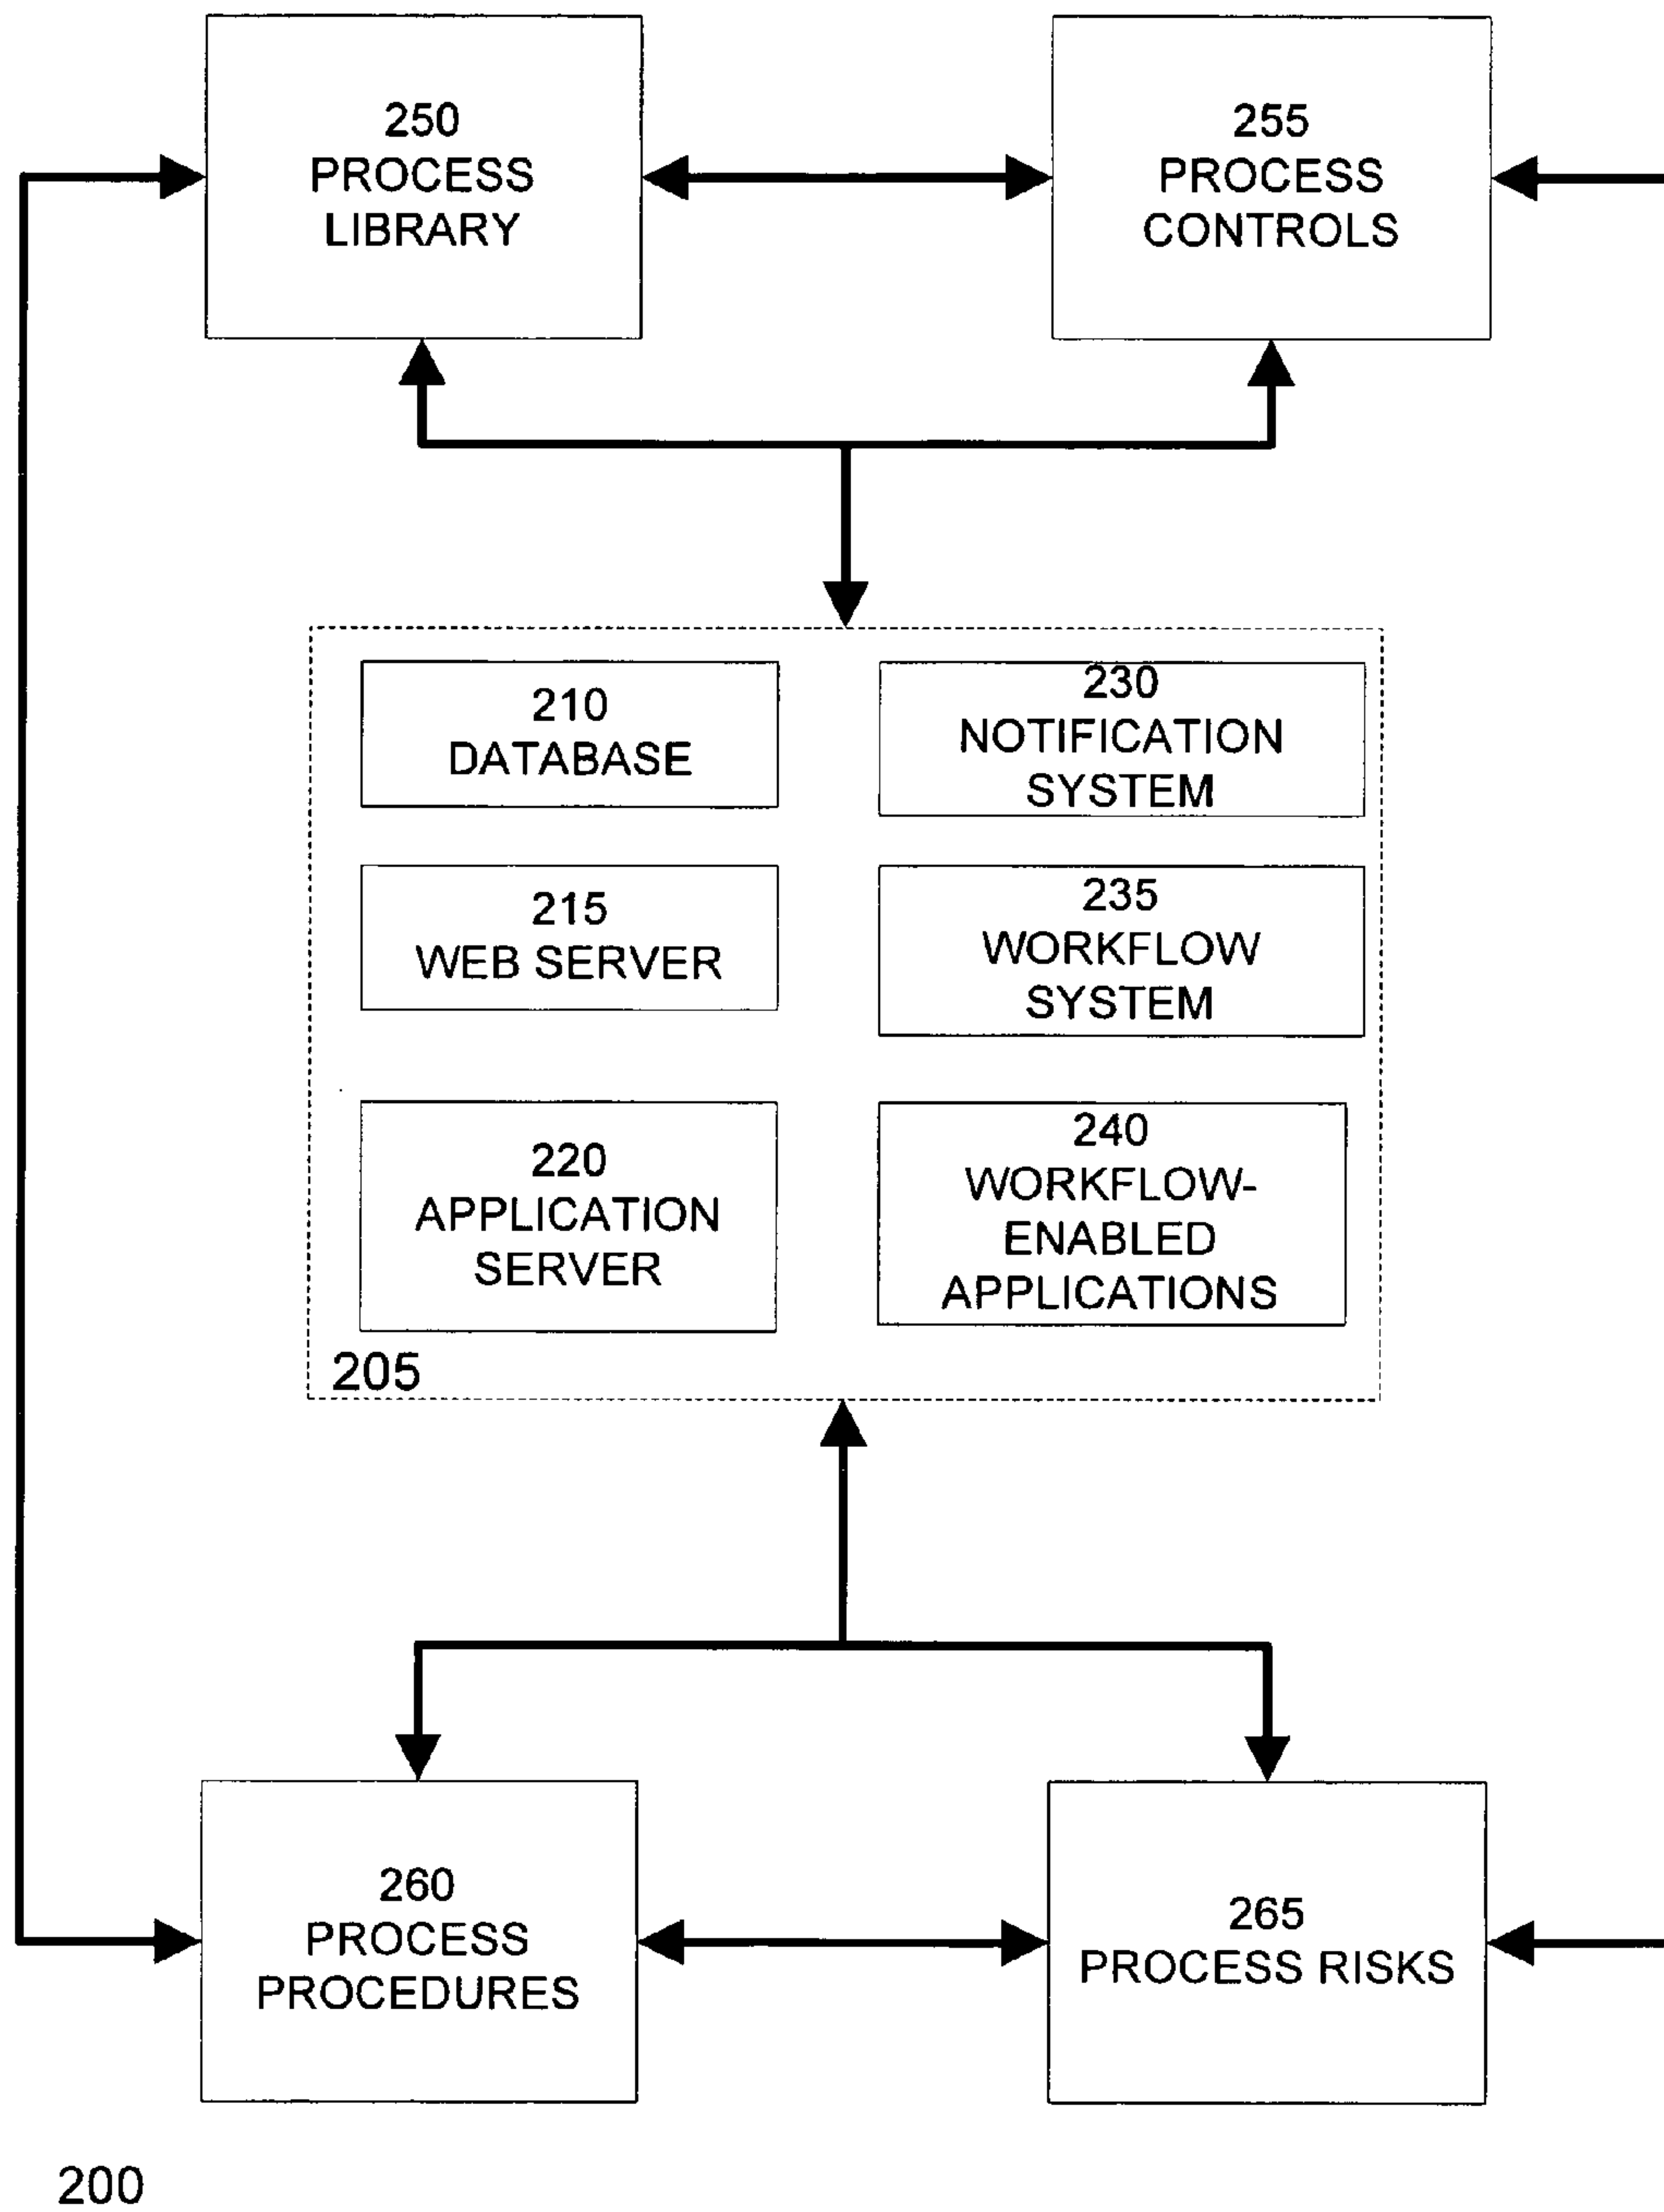 250
PROCESS
LIBRARY
255
PROCESS
CONTROLS
210
DATABASE
230
NOTIFICATION
SYSTEM
215
WEB SERVER
235
WORKFLOW
SYSTEM
220
APPLICATION
SERVER
240
WORKFLOW-
ENABLED
APPLICATIONS
205
260
PROCESS
PROCEDURES
265
PROCESS RISKS
200